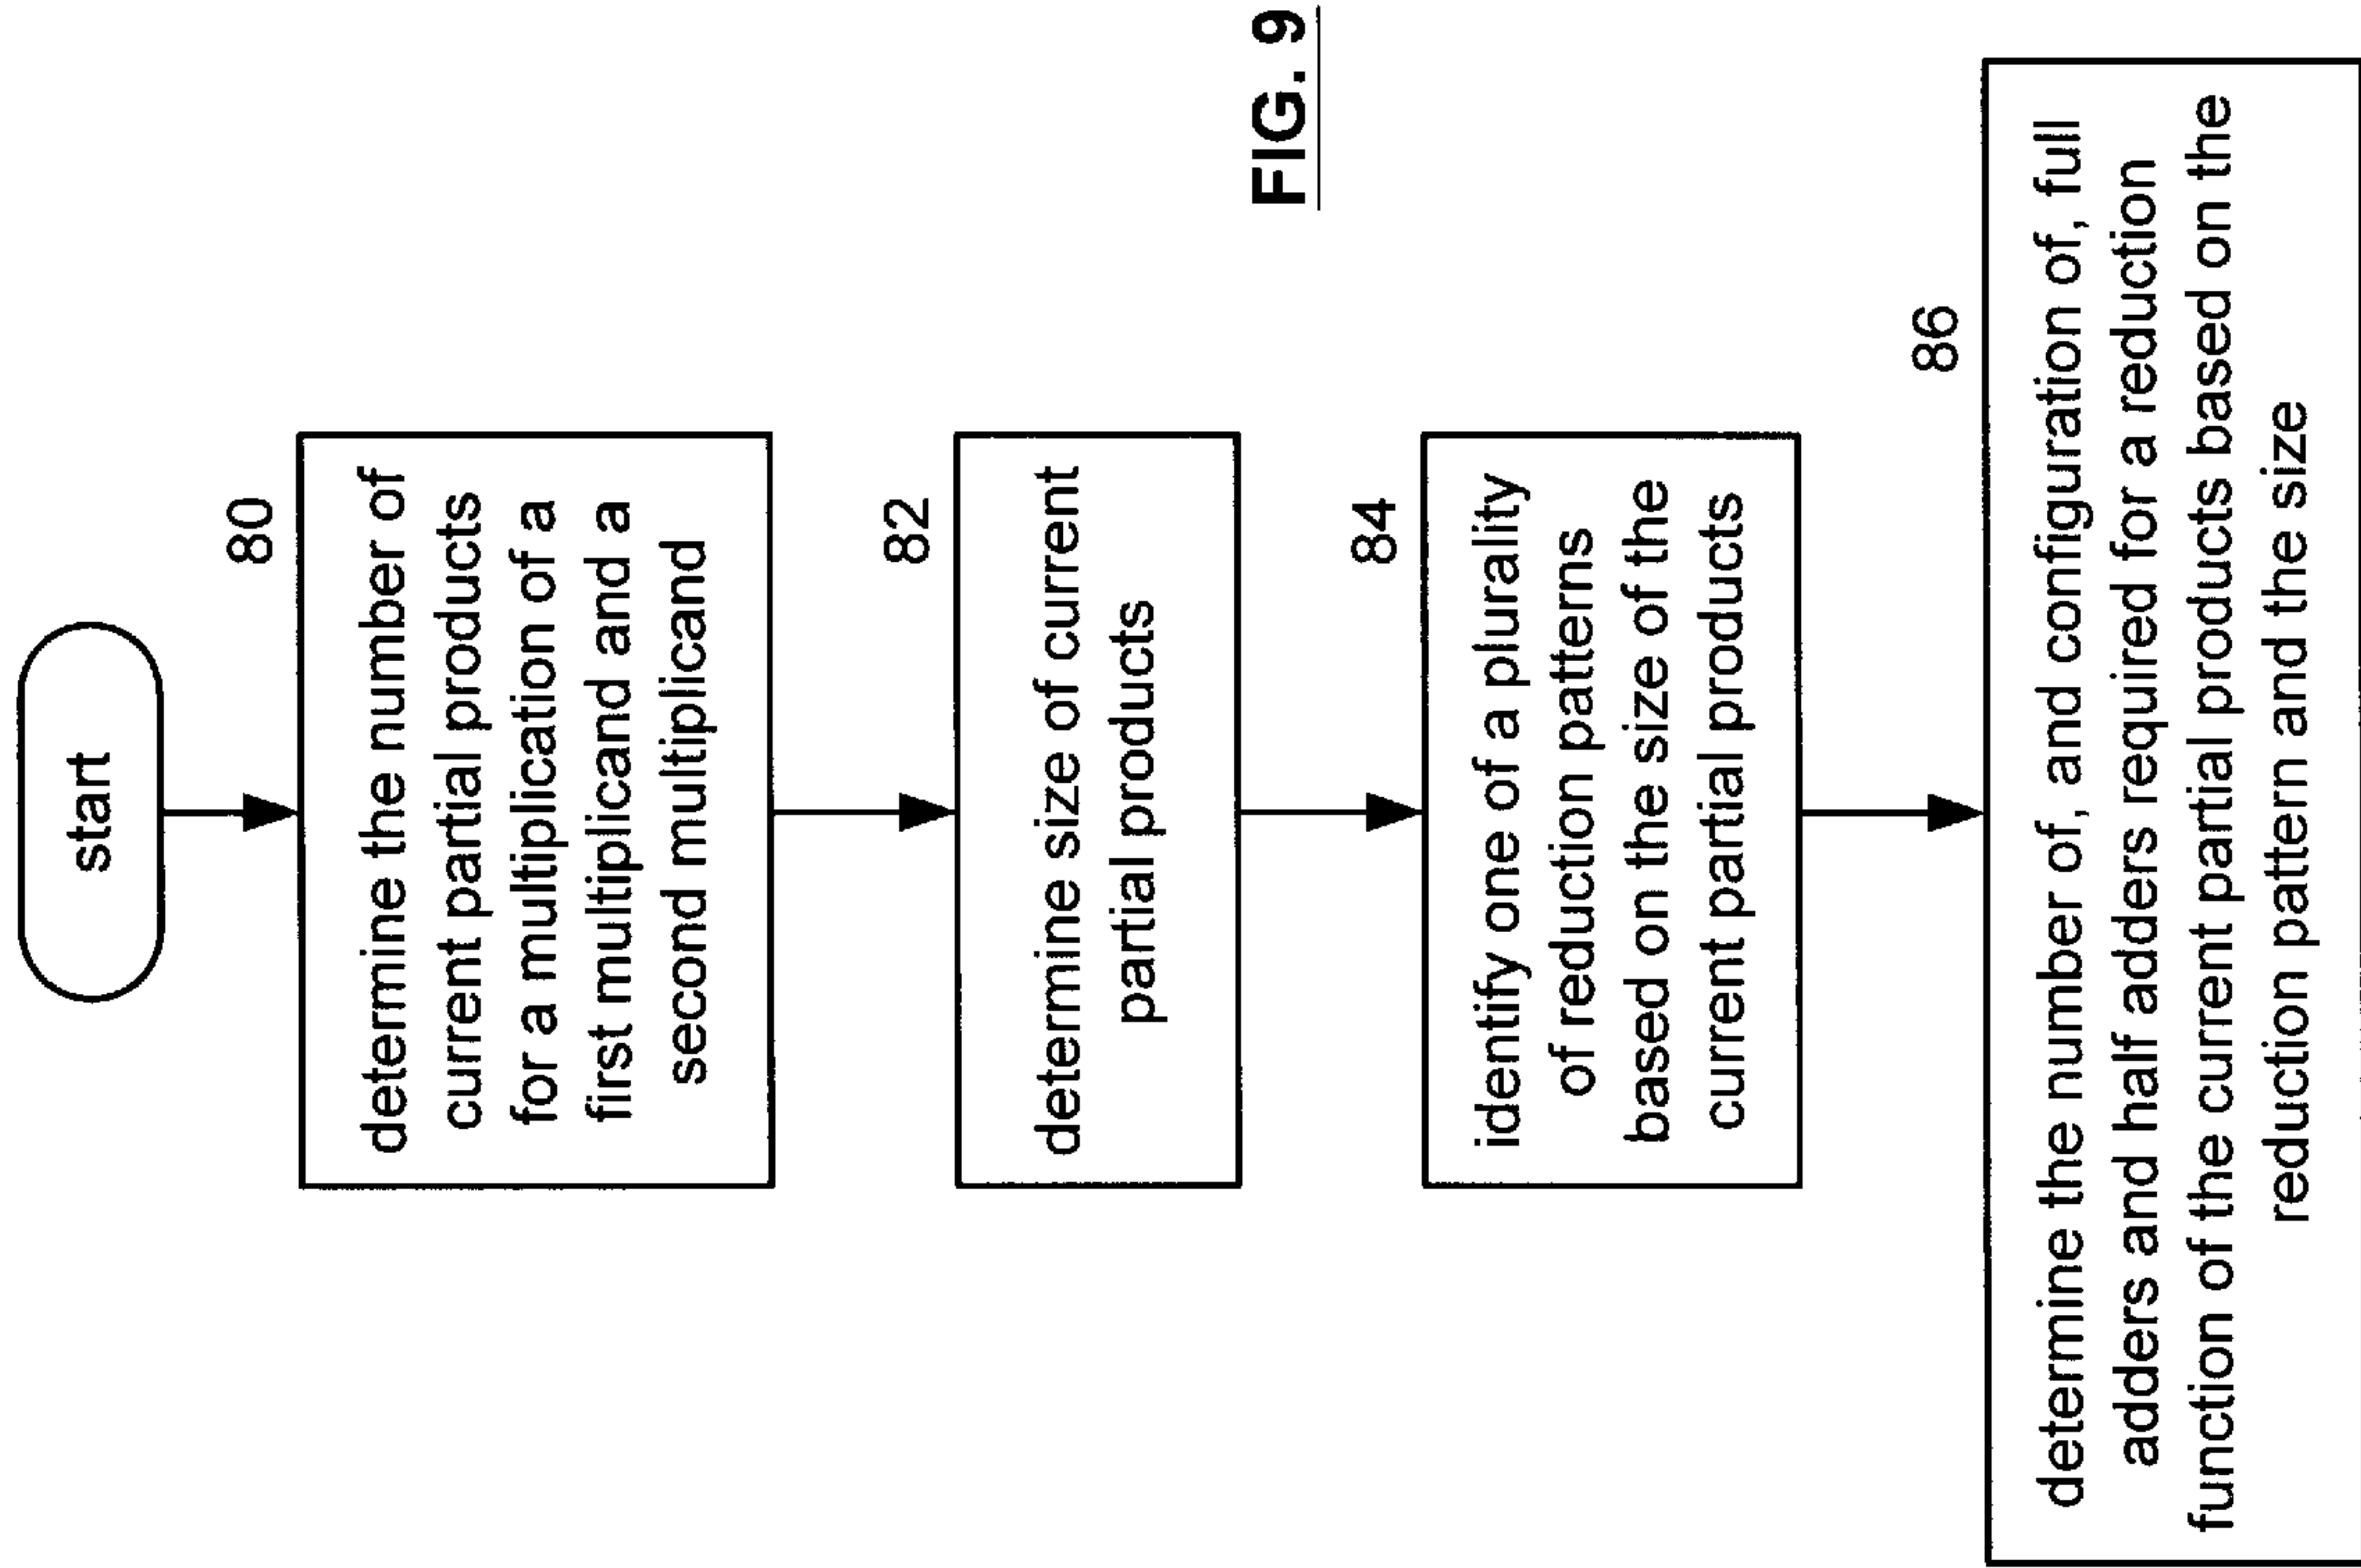 start
80
determine the number of
current partial products
for a multiplication of a
first multiplicand and a
second multiplicand
82
determine size of current
partial products
84
identify one of a plurality
of reduction patterns
based on the size of the
current partial products
86
determine the number of, and configuration of, full
adders and half adders required for a reduction
function of the current partial products based on the
reduction pattern and the size
FIG. 9